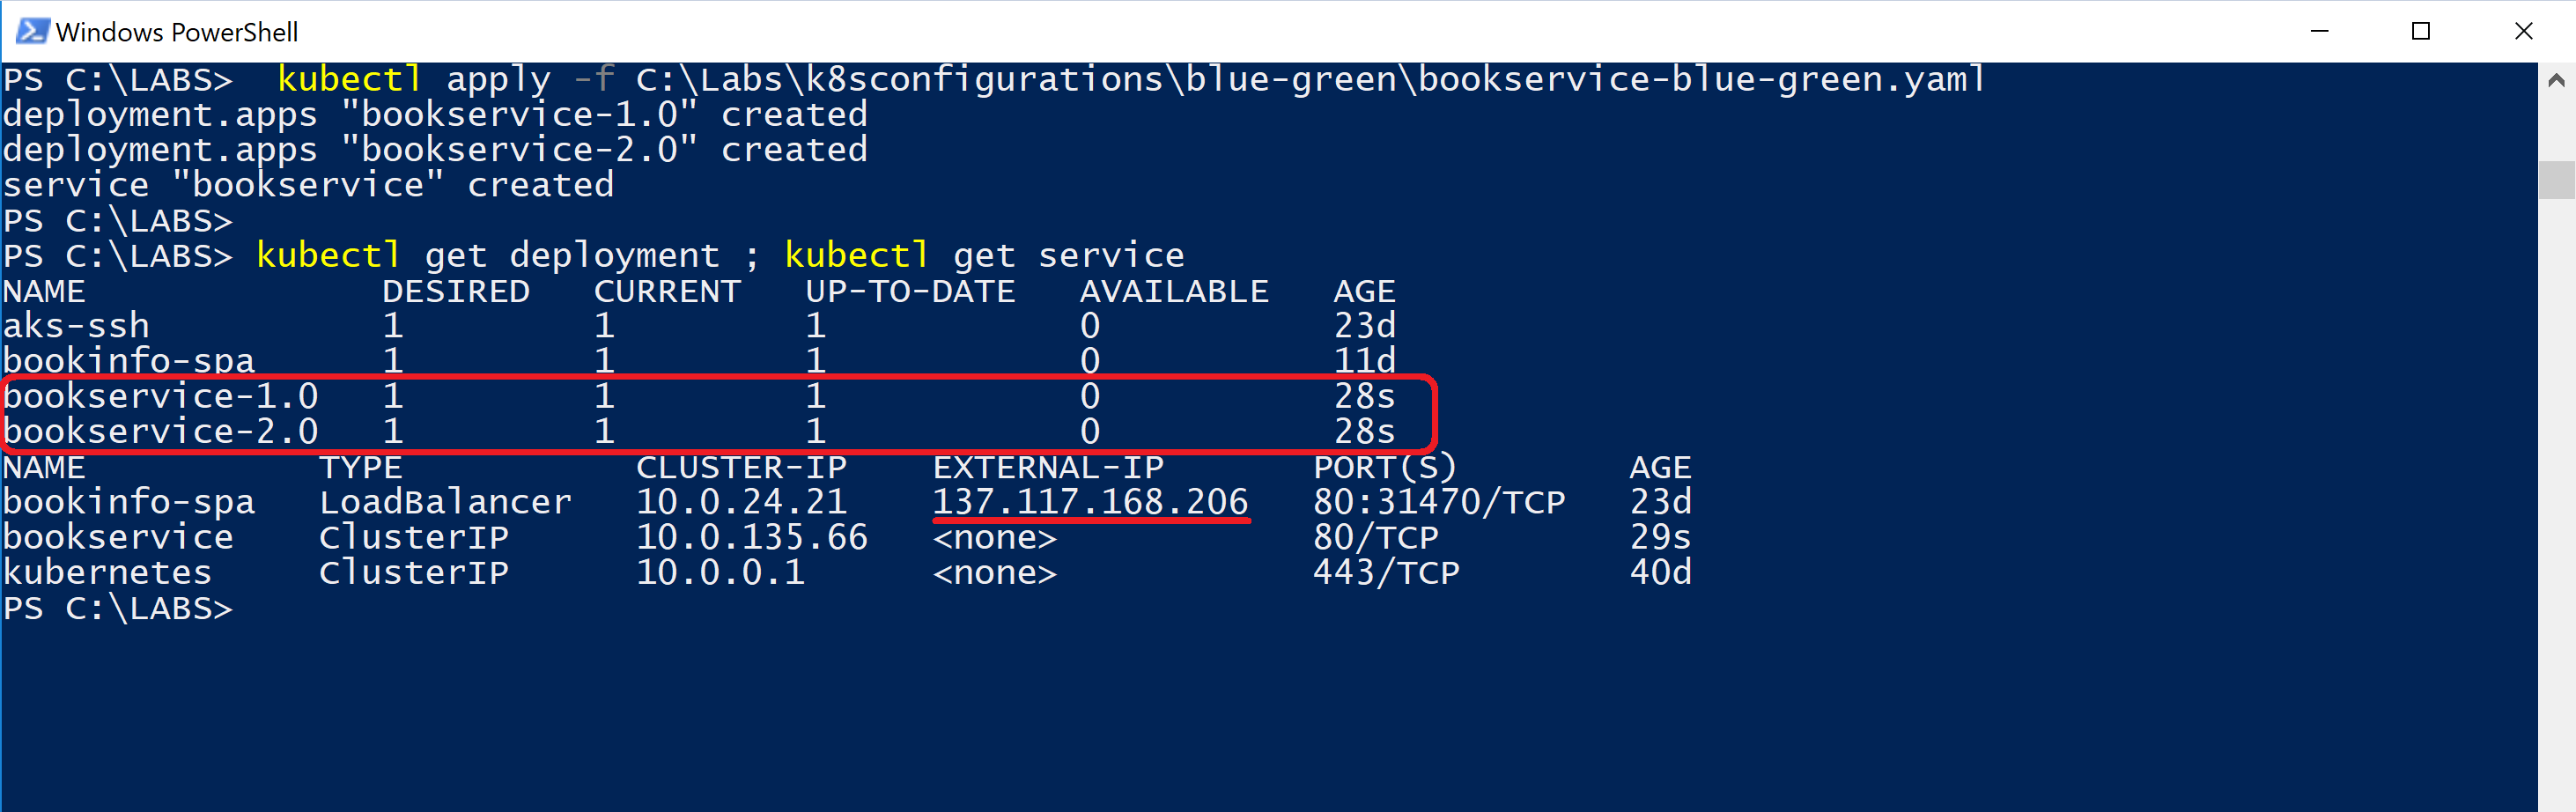 Windows PowerShell
PS C:\LABS>  kubectl apply -f C:\Labs\k8sconfigurations\blue-green\bookservice-blue-green.yaml
deployment.apps "bookservice-1.0" created
deployment.apps "bookservice-2.0" created
service "bookservice" created
PS C:\LABS>
PS C:\LABS> kubectl get deployment ; kubectl get service
NAME              DESIRED   CURRENT   UP-TO-DATE   AVAILABLE   AGE
aks-ssh           1         1         1            0           23d
bookinfo-spa      1         1         1            0           11d
bookservice-1.0   1         1         1            0           28s
bookservice-2.0   1         1         1            0           28s
NAME           TYPE           CLUSTER-IP    EXTERNAL-IP       PORT(S)        AGE
bookinfo-spa   LoadBalancer   10.0.24.21    137.117.168.206   80:31470/TCP   23d
bookservice    ClusterIP      10.0.135.66   <none>            80/TCP         29s
kubernetes     ClusterIP      10.0.0.1      <none>            443/TCP        40d
PS C:\LABS>